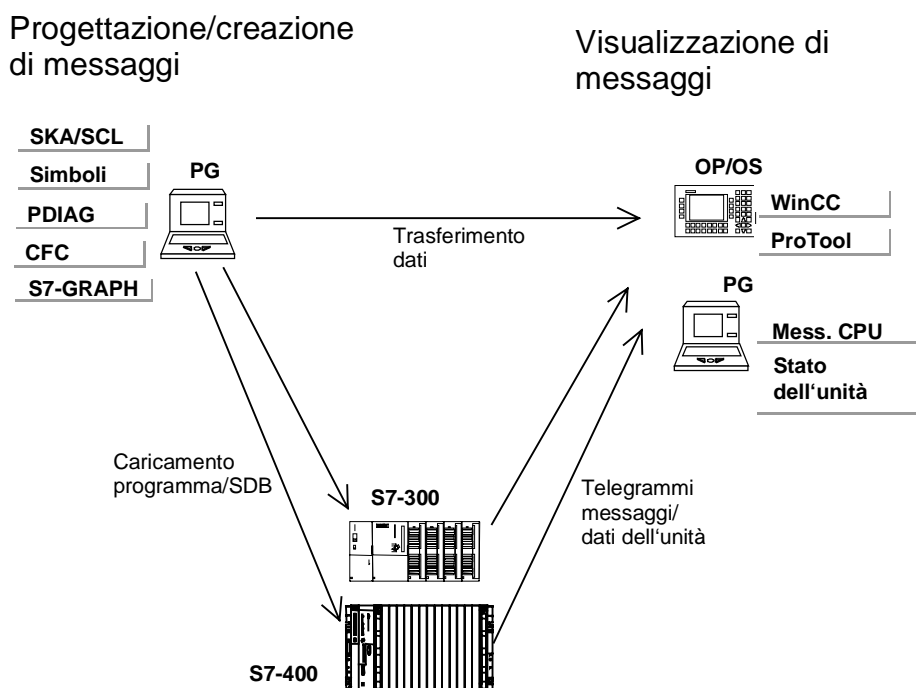 Progettazione/creazione
di messaggi
Visualizzazione di
messaggi
SKA/SCL
Simboli
PDIAG
CFC
S7-GRAPH
PG
Trasferimento
dati
OP/OS
WinCC
ProTool
PG
Mess. CPU
Stato
dell‘unità
Caricamento
programma/SDB
S7-300
Telegrammi
messaggi/
dati dell‘unità
S7-400